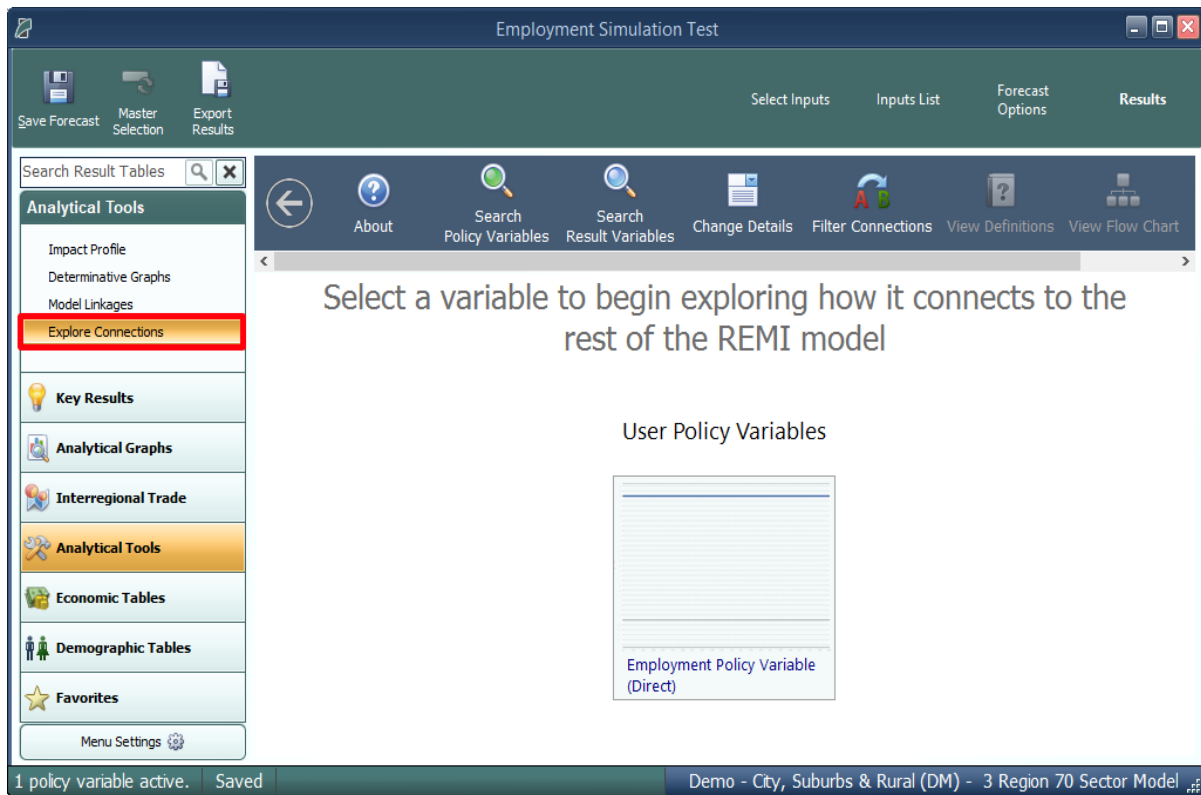 Employment Simulation Test
Save Forecast
Master
Selection
Export
Results
Select Inputs
Inputs List
Forecast
Options
Results
Search Result Tables
Analytical Tools
Impact Profile
Determinative Graphs
Model Linkages
Explore Connections
Key Results
Analytical Graphs
Interregional Trade
Analytical Tools
Economic Tables
Demographic Tables
Favorites
Menu Settings
About
Search
Policy Variables
Search
Result Variables
Change Details
A B
Filter Connections
View Definitions
View Flow Chart
Select a variable to begin exploring how it connects to the
rest of the REMI model
User Policy Variables
Employment Policy Variable
(Direct)
1 policy variable active.
Saved
Demo - City, Suburbs & Rural (DM) - 3 Region 70 Sector Model